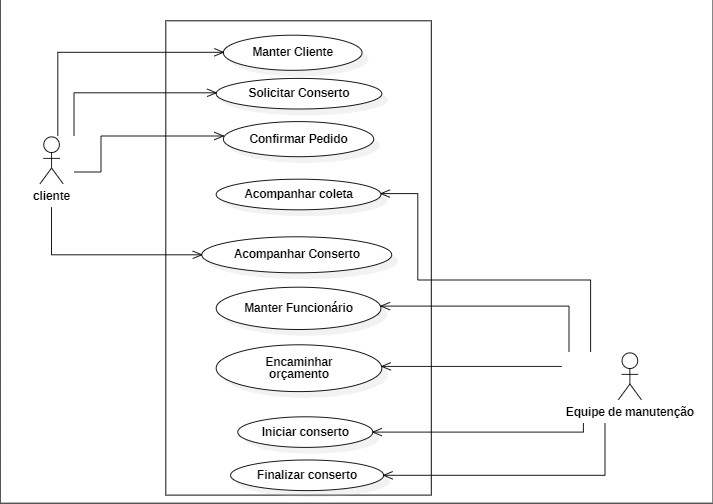 Manter Cliente
Solicitar Conserto
Confirmar Pedido
Acompanhar coleta
cliente
Acompanhar Conserto
Manter Funcionário
Encaminhar
orçamento
Equipe de manutenção
Iniciar conserto
Finalizar conserto